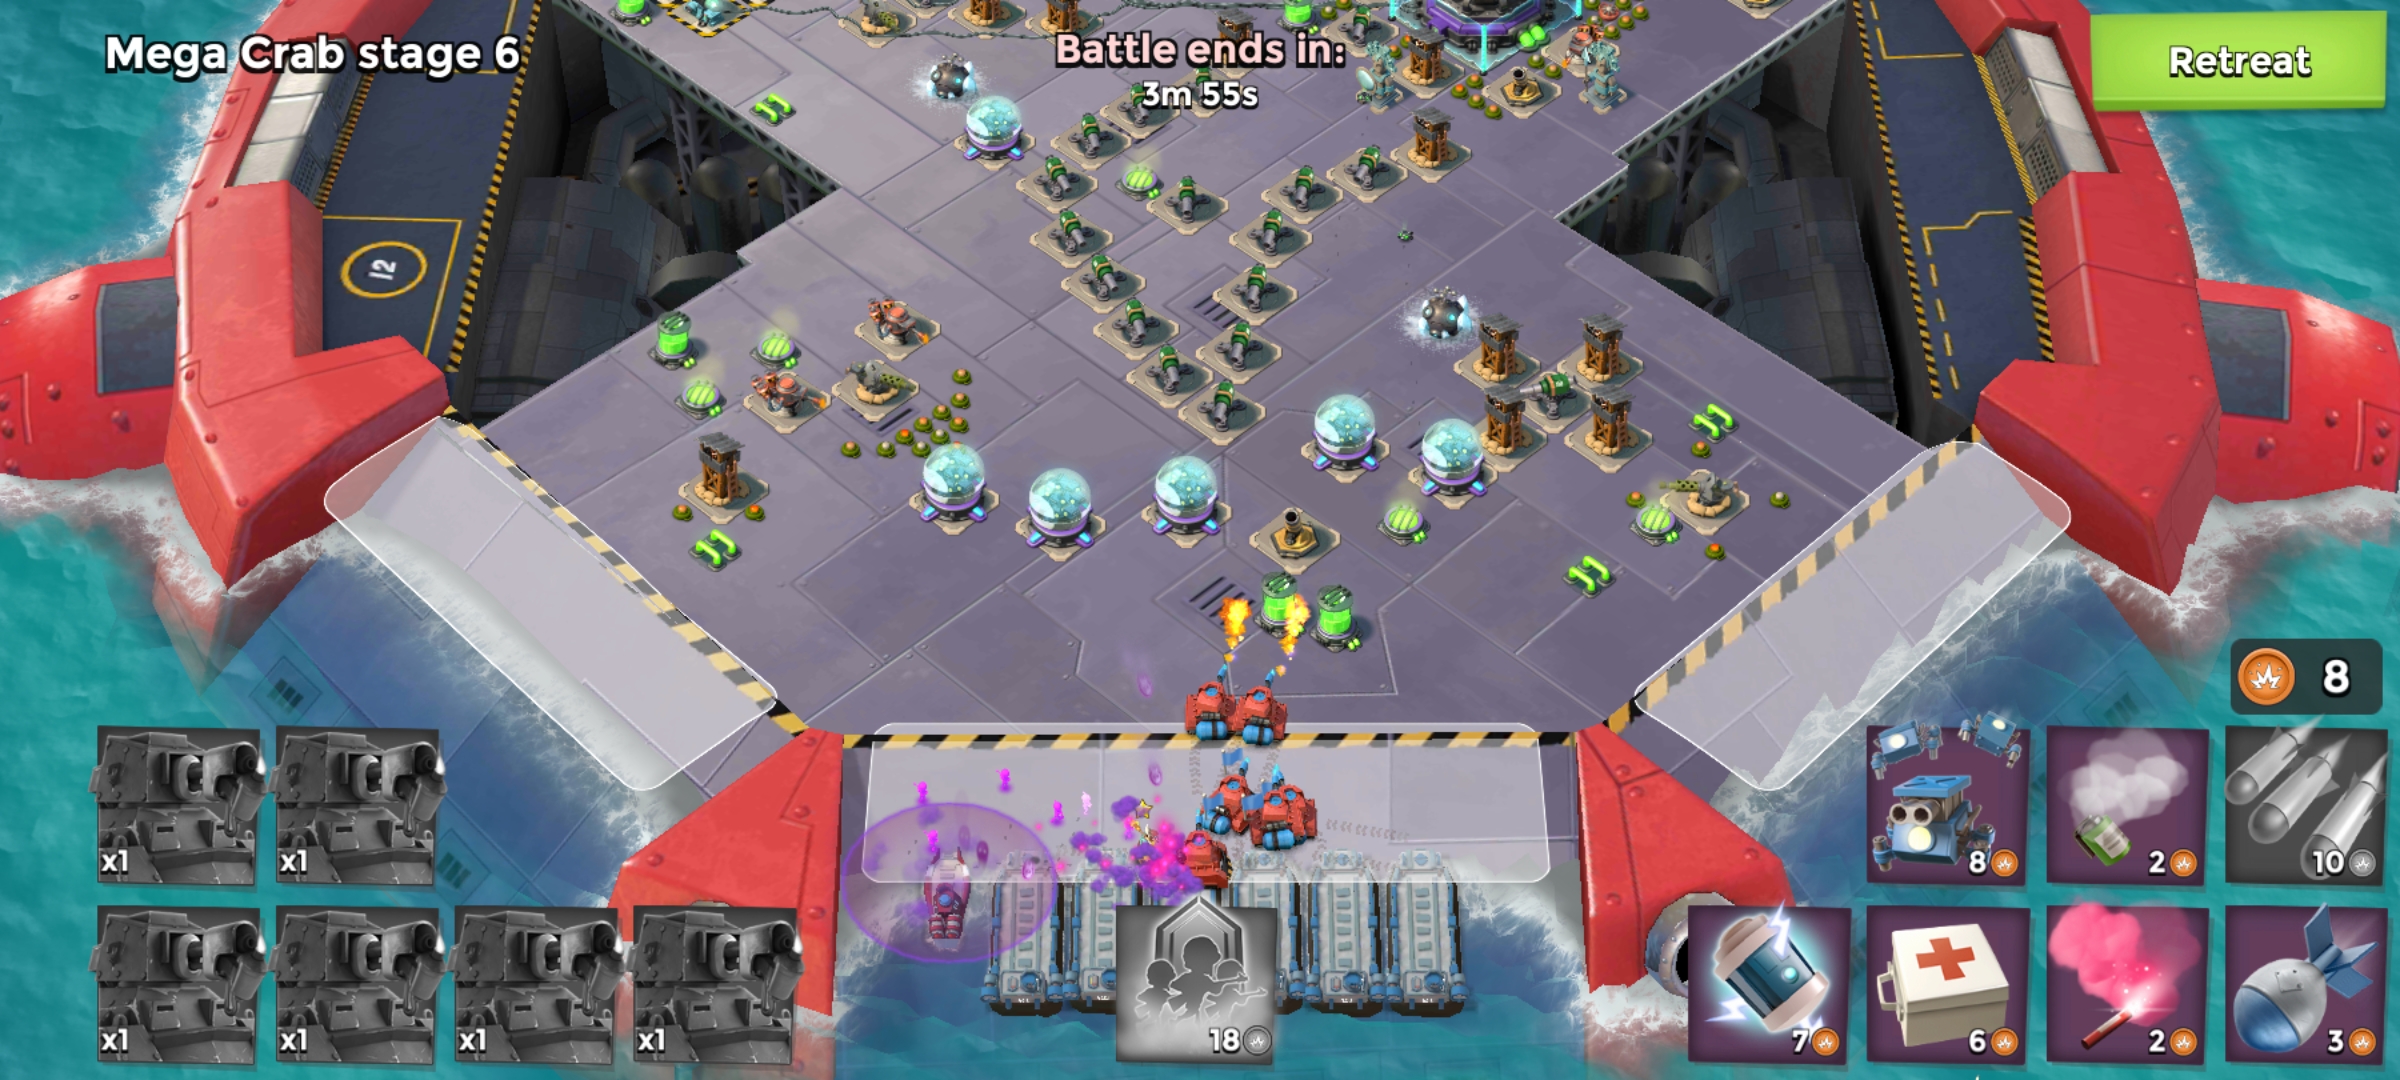 Mega Crab stage 6
Battle ends in:
3m 55s
Retreat
12
8
x1
x1
8
2
10
x1
x1
x1
x1
18
7
6
2
3